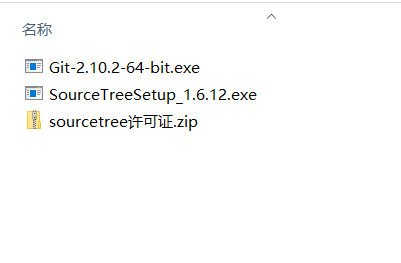 名称
Git-2.10.2-64-bit.exe
SourceTreeSetup_1.6.12.exe
sourcetree许可证.zip